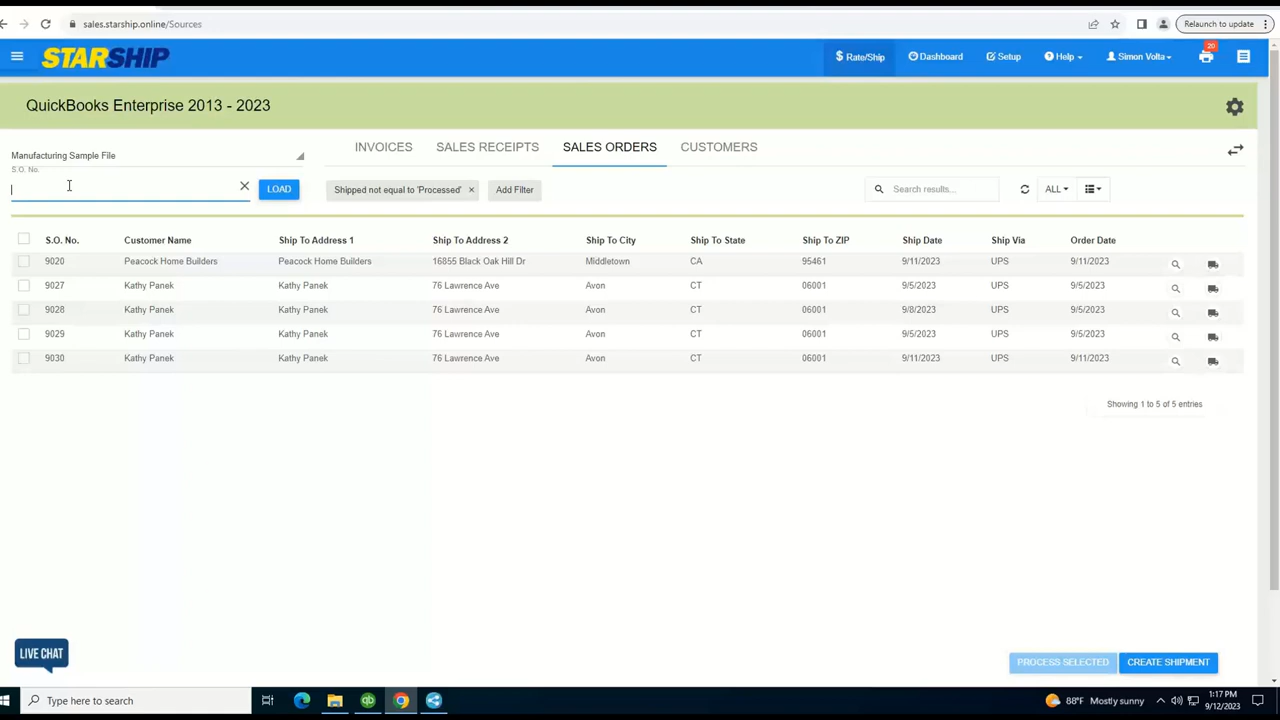 sales.starship.online/Sources
Relaunch to update
STARSHIP
Rate/Ship
Dashboard
Setup
Help
Simon Volta
20
QuickBooks Enterprise 2013 - 2023
Manufacturing Sample File
INVOICES SALES RECEIPTS SALES ORDERS CUSTOMERS
S.O. No.
LOAD
Shipped not equal to 'Processed' ×
Add Filter
Search results...
ALL
S.O. No. Customer Name Ship To Address 1 Ship To Address 2 Ship To City Ship To State Ship To ZIP Ship Date Ship Via Order Date
9020 Peacock Home Builders Peacock Home Builders 16855 Black Oak Hill Dr Middletown CA 95461 9/11/2023 UPS 9/11/2023
9027 Kathy Panek Kathy Panek 76 Lawrence Ave Avon CT 06001 9/5/2023 UPS 9/5/2023
9028 Kathy Panek Kathy Panek 76 Lawrence Ave Avon CT 06001 9/8/2023 UPS 9/5/2023
9029 Kathy Panek Kathy Panek 76 Lawrence Ave Avon CT 06001 9/5/2023 UPS 9/5/2023
9030 Kathy Panek Kathy Panek 76 Lawrence Ave Avon CT 06001 9/11/2023 UPS 9/11/2023
Showing 1 to 5 of 5 entries
LIVE CHAT
PROCESS SELECTED
CREATE SHIPMENT
Type here to search
88°F Mostly sunny
1:17 PM
9/12/2023